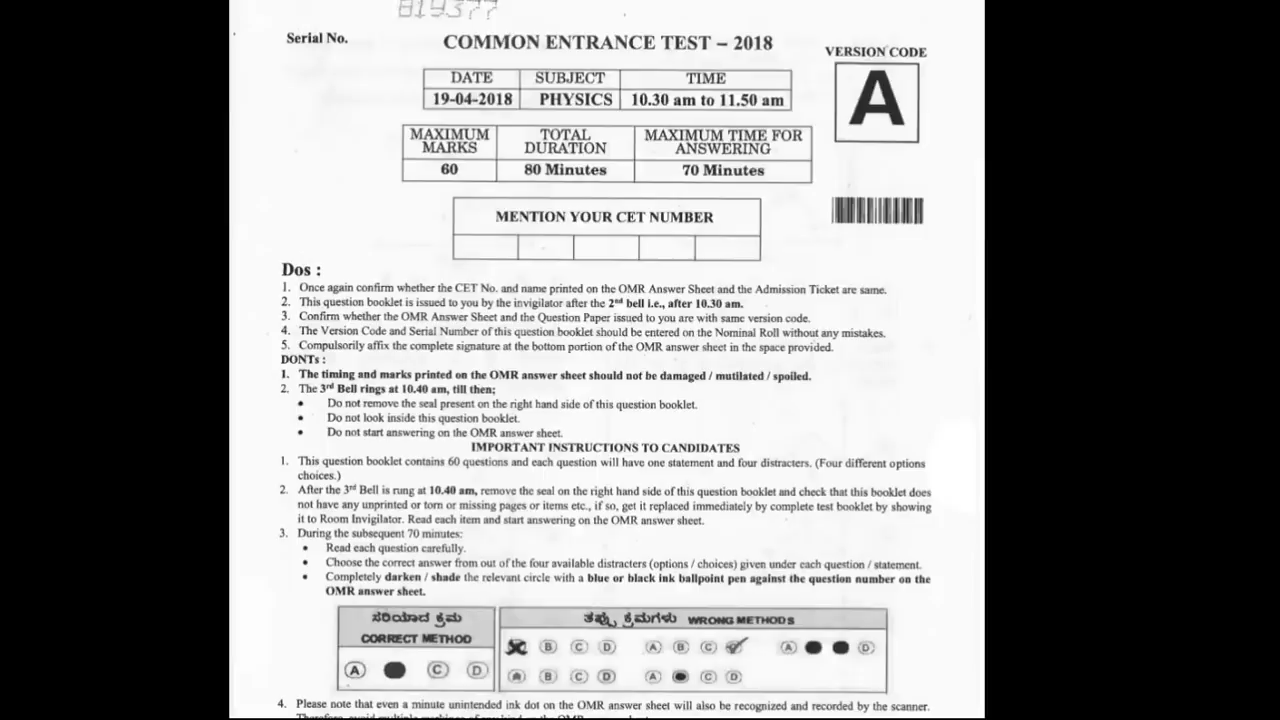 819377
Serial No.
COMMON ENTRANCE TEST – 2018
VERSION CODE
A
DATE SUBJECT TIME
19-04-2018 PHYSICS 10.30 am to 11.50 am
MAXIMUM MARKS TOTAL DURATION MAXIMUM TIME FOR ANSWERING
60 80 Minutes 70 Minutes
MENTION YOUR CET NUMBER
Dos :
1. Once again confirm whether the CET No. and name printed on the OMR Answer Sheet and the Admission Ticket are same.
2. This question booklet is issued to you by the invigilator after the 2nd bell i.e., after 10.30 am.
3. Confirm whether the OMR Answer Sheet and the Question Paper issued to you are with same version code.
4. The Version Code and Serial Number of this question booklet should be entered on the Nominal Roll without any mistakes.
5. Compulsorily affix the complete signature at the bottom portion of the OMR answer sheet in the space provided.
DONTs :
1. The timing and marks printed on the OMR answer sheet should not be damaged / mutilated / spoiled.
2. The 3rd Bell rings at 10.40 am, till then;
• Do not remove the seal present on the right hand side of this question booklet.
• Do not look inside this question booklet.
• Do not start answering on the OMR answer sheet.
IMPORTANT INSTRUCTIONS TO CANDIDATES
1. This question booklet contains 60 questions and each question will have one statement and four distracters. (Four different options
choices.)
2. After the 3rd Bell is rung at 10.40 am, remove the seal on the right hand side of this question booklet and check that this booklet does
not have any unprinted or torn or missing pages or items etc., if so, get it replaced immediately by complete test booklet by showing
it to Room Invigilator. Read each item and start answering on the OMR answer sheet.
3. During the subsequent 70 minutes:
• Read each question carefully.
• Choose the correct answer from out of the four available distracters (options / choices) given under each question / statement.
• Completely darken / shade the relevant circle with a blue or black ink ballpoint pen against the question number on the
OMR answer sheet.
ಸರಿಯಾದ ಕ್ರಮ ತಪ್ಪು ಕ್ರಮಗಳು WRONG METHODS
CORRECT METHOD
A C D B C D A B C A D
A B C D A C D
4. Please note that even a minute unintended ink dot on the OMR answer sheet will also be recognized and recorded by the scanner.